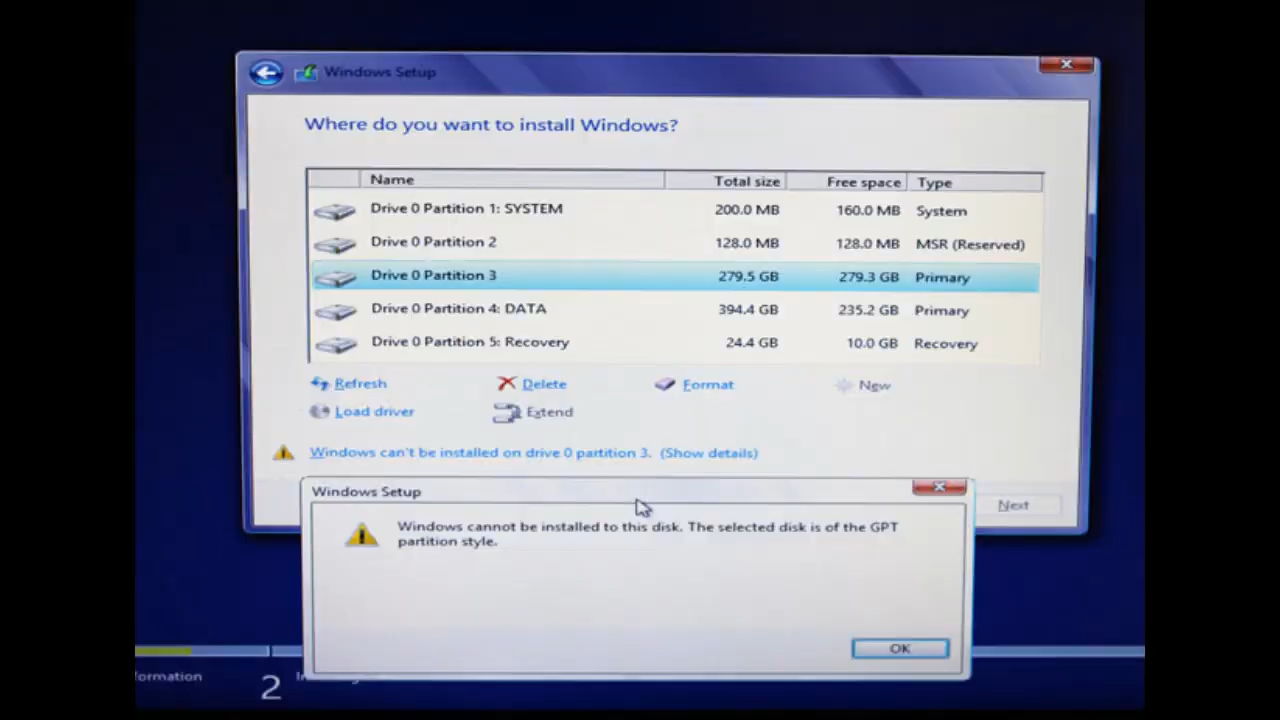 Windows Setup
Where do you want to install Windows?
Name Total size Free space Type
Drive 0 Partition 1: SYSTEM 200.0 MB 160.0 MB System
Drive 0 Partition 2 128.0 MB 128.0 MB MSR (Reserved)
Drive 0 Partition 3 279.5 GB 279.3 GB Primary
Drive 0 Partition 4: DATA 394.4 GB 235.2 GB Primary
Drive 0 Partition 5: Recovery 24.4 GB 10.0 GB Recovery
Refresh Delete Format New
Load driver Extend
Windows can't be installed on drive 0 partition 3. (Show details)
Windows Setup
Next
Windows cannot be installed to this disk. The selected disk is of the GPT
partition style.
OK
ormation
2